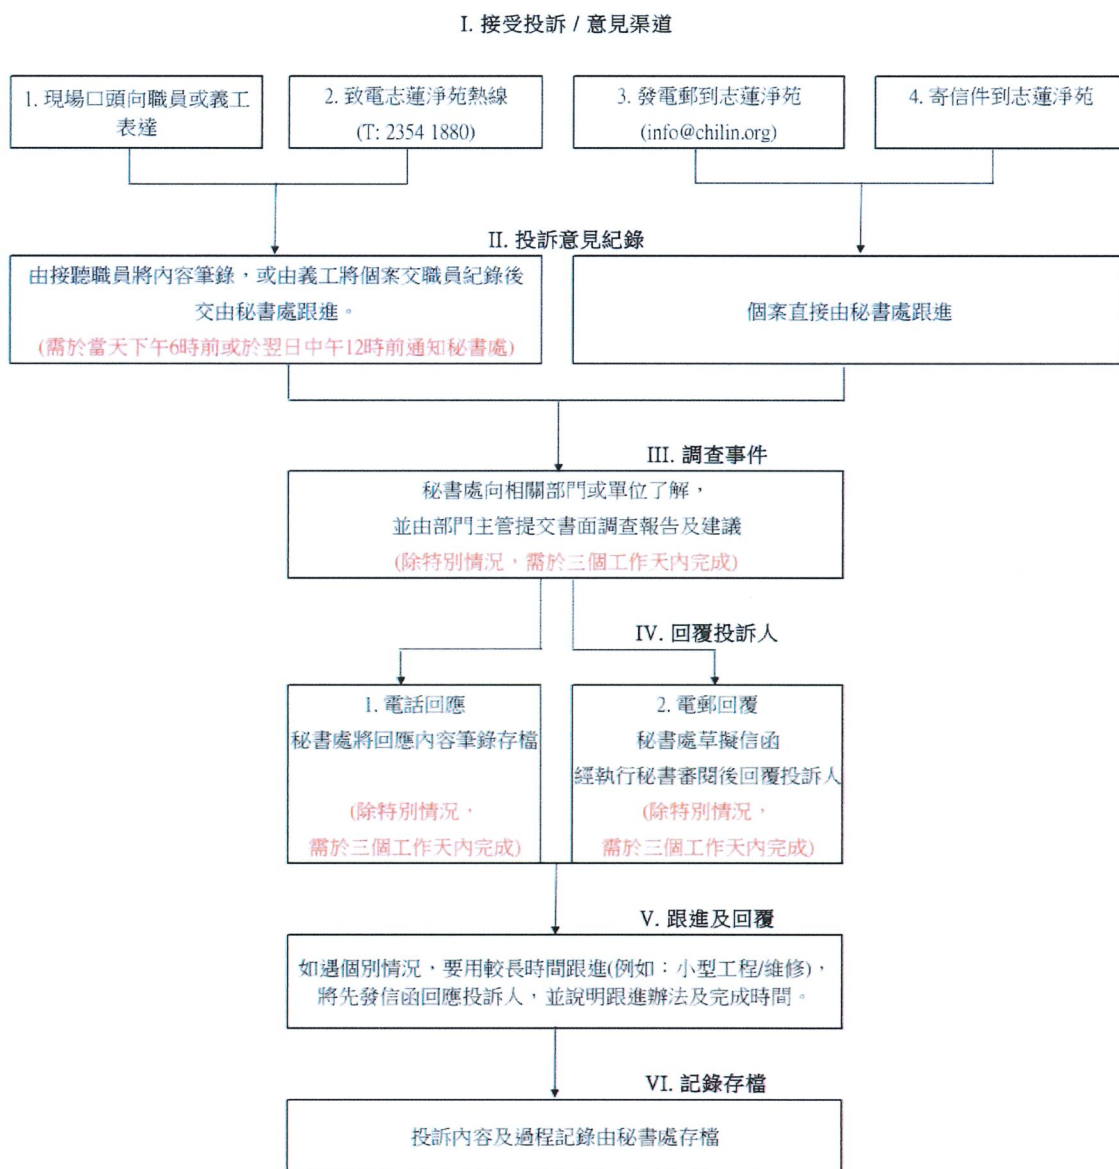 I. 接受投訴 / 意見渠道
1. 現場口頭向職員或義工
表達
2. 致電志蓮淨苑熱線
(T: 2354 1880)
3. 發電郵到志蓮淨苑
(info@chilin.org)
4. 寄信件到志蓮淨苑
II. 投訴意見紀錄
由接聽職員將內容筆錄，或由義工將個案交職員紀錄後
交由秘書處跟進。
(需於當天下午6時前或於翌日中午12時前通知秘書處)
個案直接由秘書處跟進
III. 調查事件
秘書處向相關部門或單位了解，
並由部門主管提交書面調查報告及建議
(除特別情況，需於三個工作天內完成)
IV. 回覆投訴人
1. 電話回應
秘書處將回應內容筆錄存檔
(除特別情況，
需於三個工作天內完成)
2. 電郵回覆
秘書處草擬信函
經執行秘書審閱後回覆投訴人
(除特別情況，
需於三個工作天內完成)
V. 跟進及回覆
如遇個別情況，要用較長時間跟進(例如：小型工程/維修)，
將先發信函回應投訴人，並說明跟進辦法及完成時間。
VI. 記錄存檔
投訴內容及過程記錄由秘書處存檔